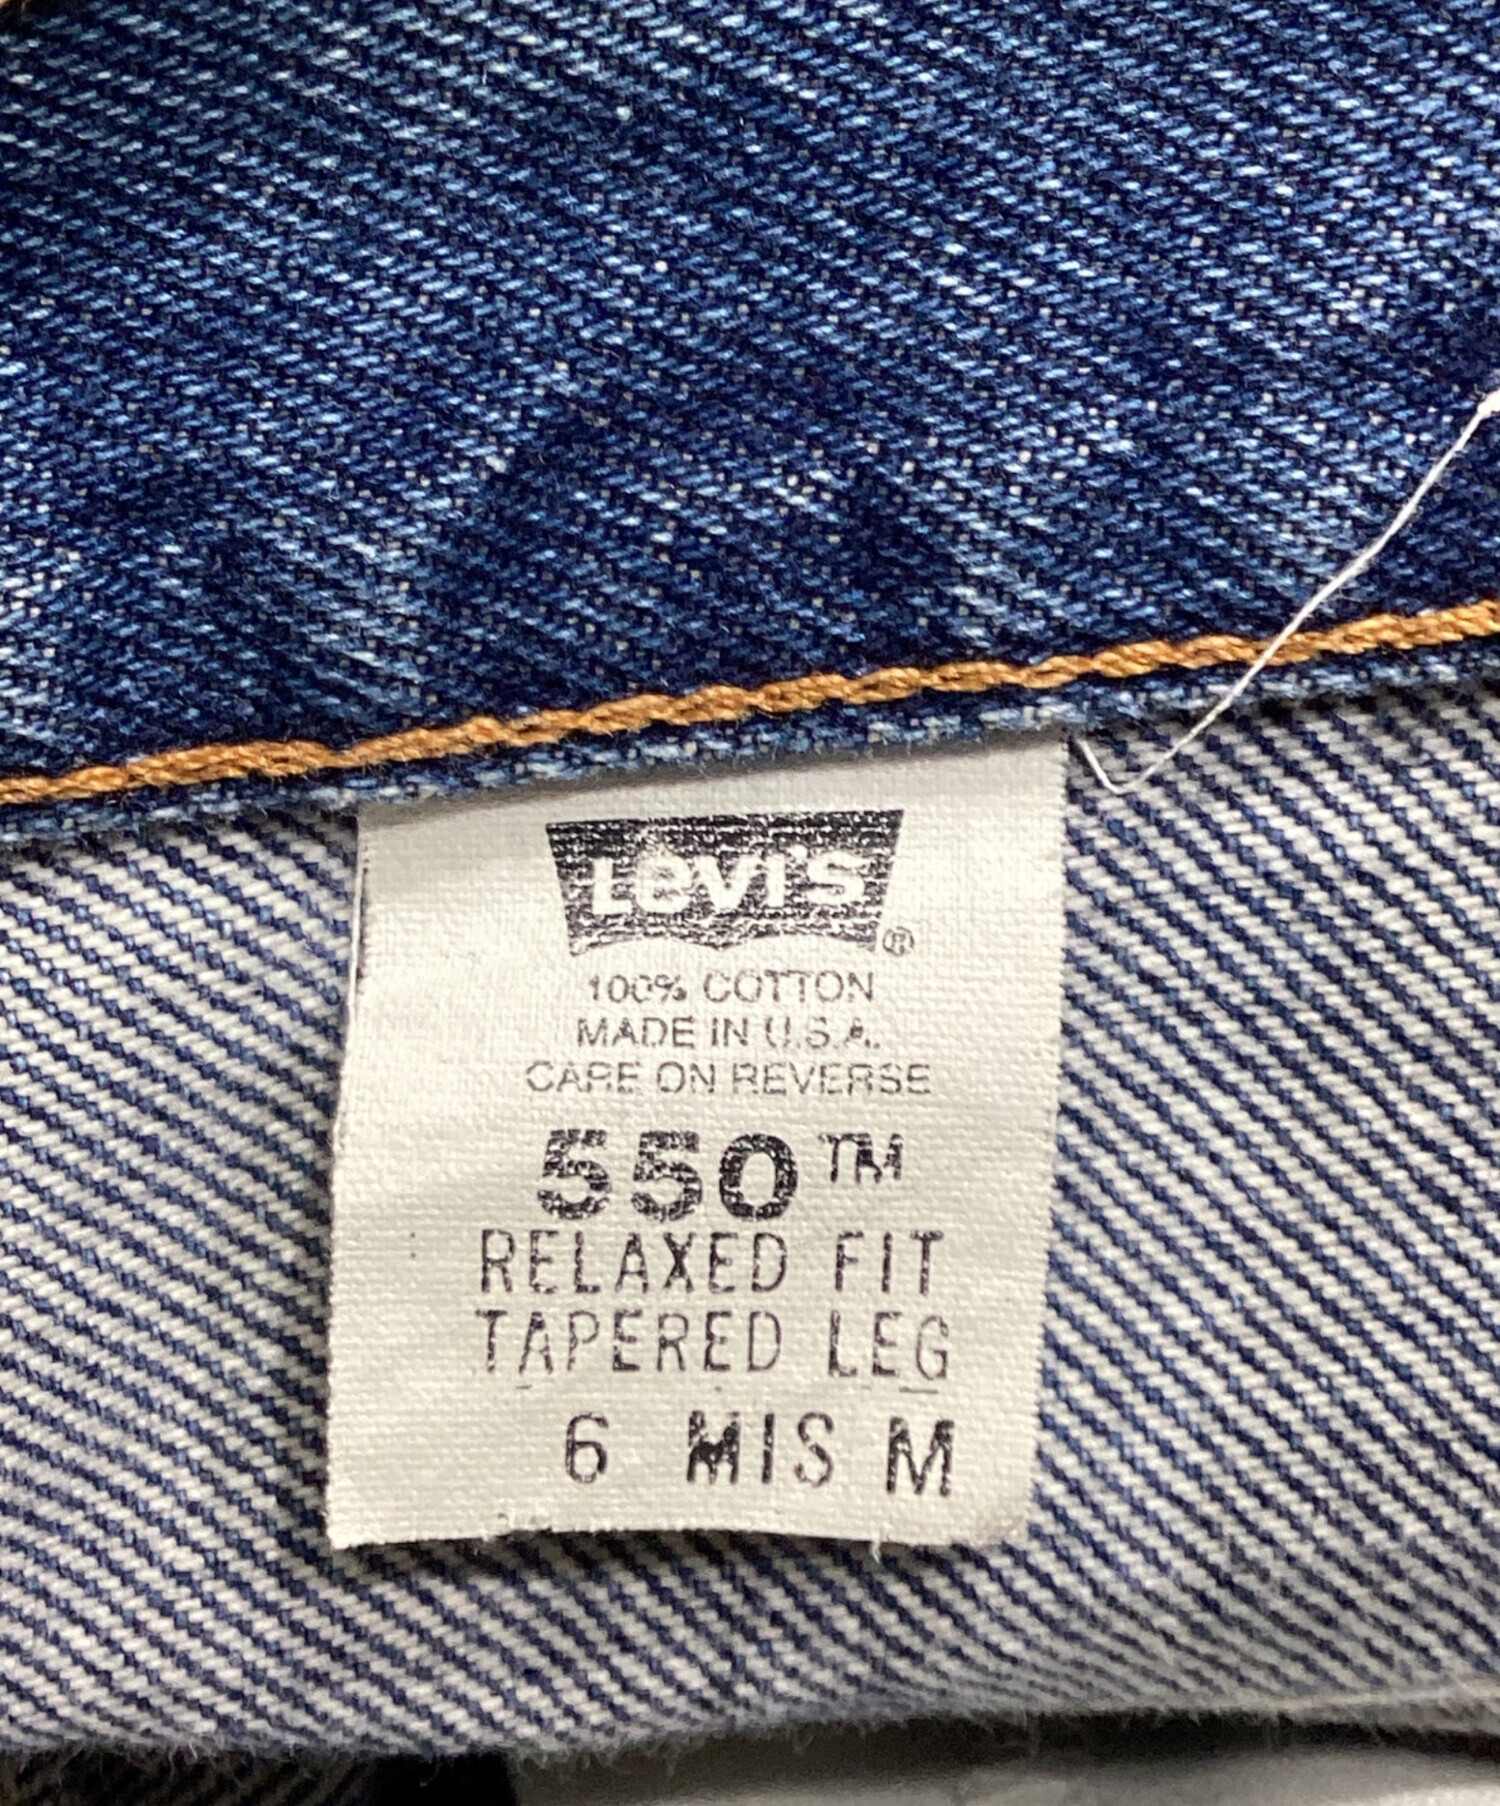 Levi's ®
100% COTTON
MADE IN U.S.A.
CARE ON REVERSE
550™
RELAXED FIT
TAPERED LEG
6 MIS M